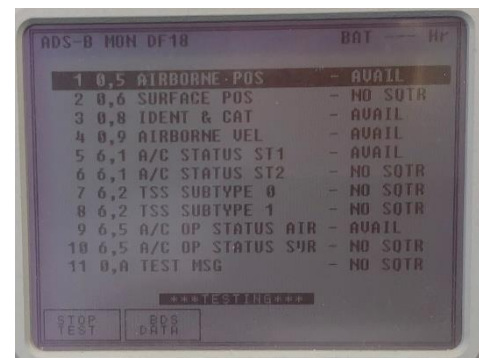 ADS-B MON DF18 BAT ---- Hr
1 0,5 AIRBORNE POS - AVAIL
2 0,6 SURFACE POS - NO SQTR
3 0,8 IDENT & CAT - AVAIL
4 0,9 AIRBORNE VEL - AVAIL
5 6,1 A/C STATUS ST1 - AVAIL
6 6,1 A/C STATUS ST2 - NO SQTR
7 6,2 TSS SUBTYPE 0 - NO SQTR
8 6,2 TSS SUBTYPE 1 - NO SQTR
9 6,5 A/C OP STATUS AIR - AVAIL
10 6,5 A/C OP STATUS SUR - NO SQTR
11 0,A TEST MSG - NO SQTR
***TESTING***
STOP BDS
TEST DATA